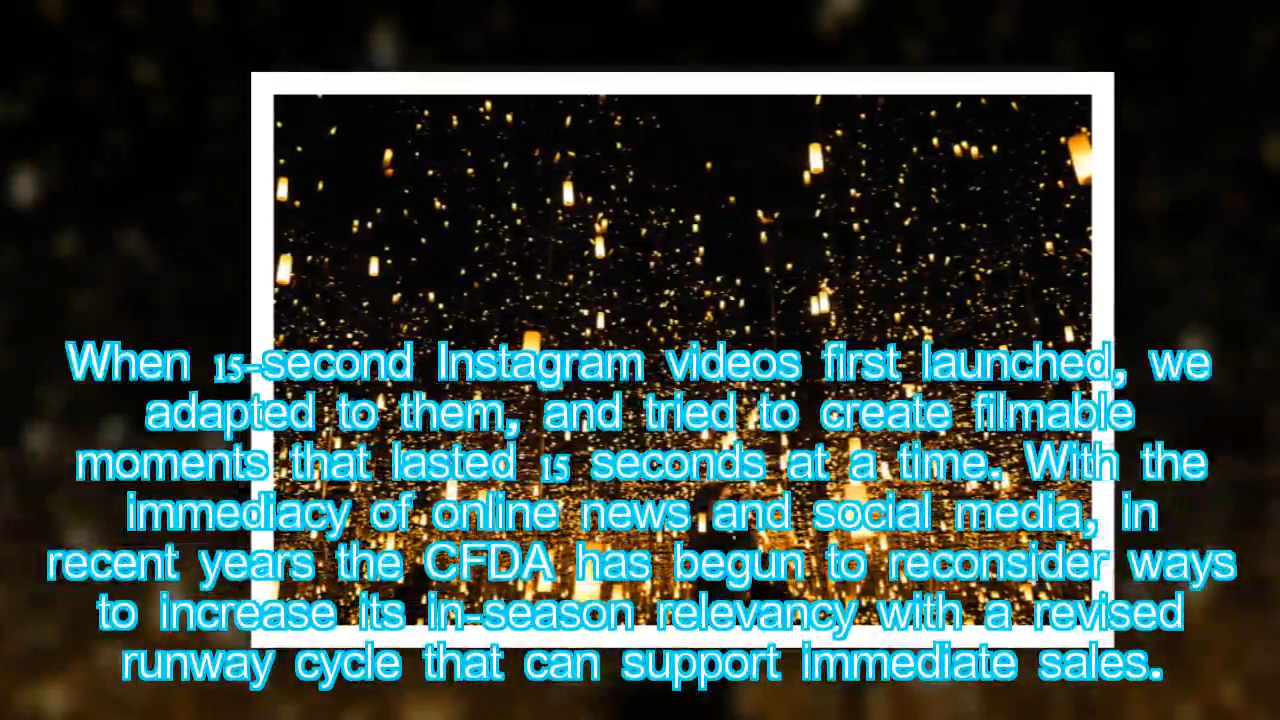 When 15-second Instagram videos first launched, we
adapted to them, and tried to create filmable
moments that lasted 15 seconds at a time. With the
immediacy of online news and social media, in
recent years the CFDA has begun to reconsider ways
to increase its in-season relevancy with a revised
runway cycle that can support immediate sales.